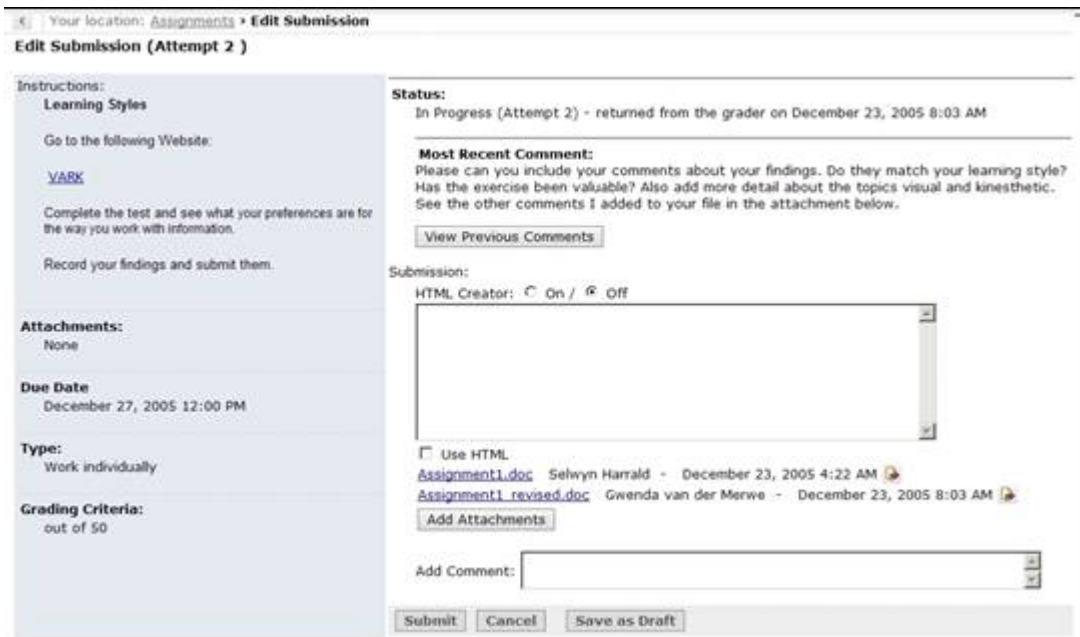 Your location: Assignments › Edit Submission
Edit Submission (Attempt 2 )
Instructions:
Learning Styles
Go to the following Website:
VARK
Complete the test and see what your preferences are for
the way you work with information.
Record your findings and submit them.
Attachments:
None
Due Date
December 27, 2005 12:00 PM
Type:
Work individually
Grading Criteria:
out of 50
Status:
In Progress (Attempt 2) - returned from the grader on December 23, 2005 8:03 AM
Most Recent Comment:
Please can you include your comments about your findings. Do they match your learning style?
Has the exercise been valuable? Also add more detail about the topics visual and kinesthetic.
See the other comments I added to your file in the attachment below.
View Previous Comments
Submission:
HTML Creator: On / Off
Use HTML
Assignment1.doc Selwyn Harrald - December 23, 2005 4:22 AM
Assignment1_revised.doc Gwenda van der Merwe - December 23, 2005 8:03 AM
Add Attachments
Add Comment:
Submit Cancel Save as Draft